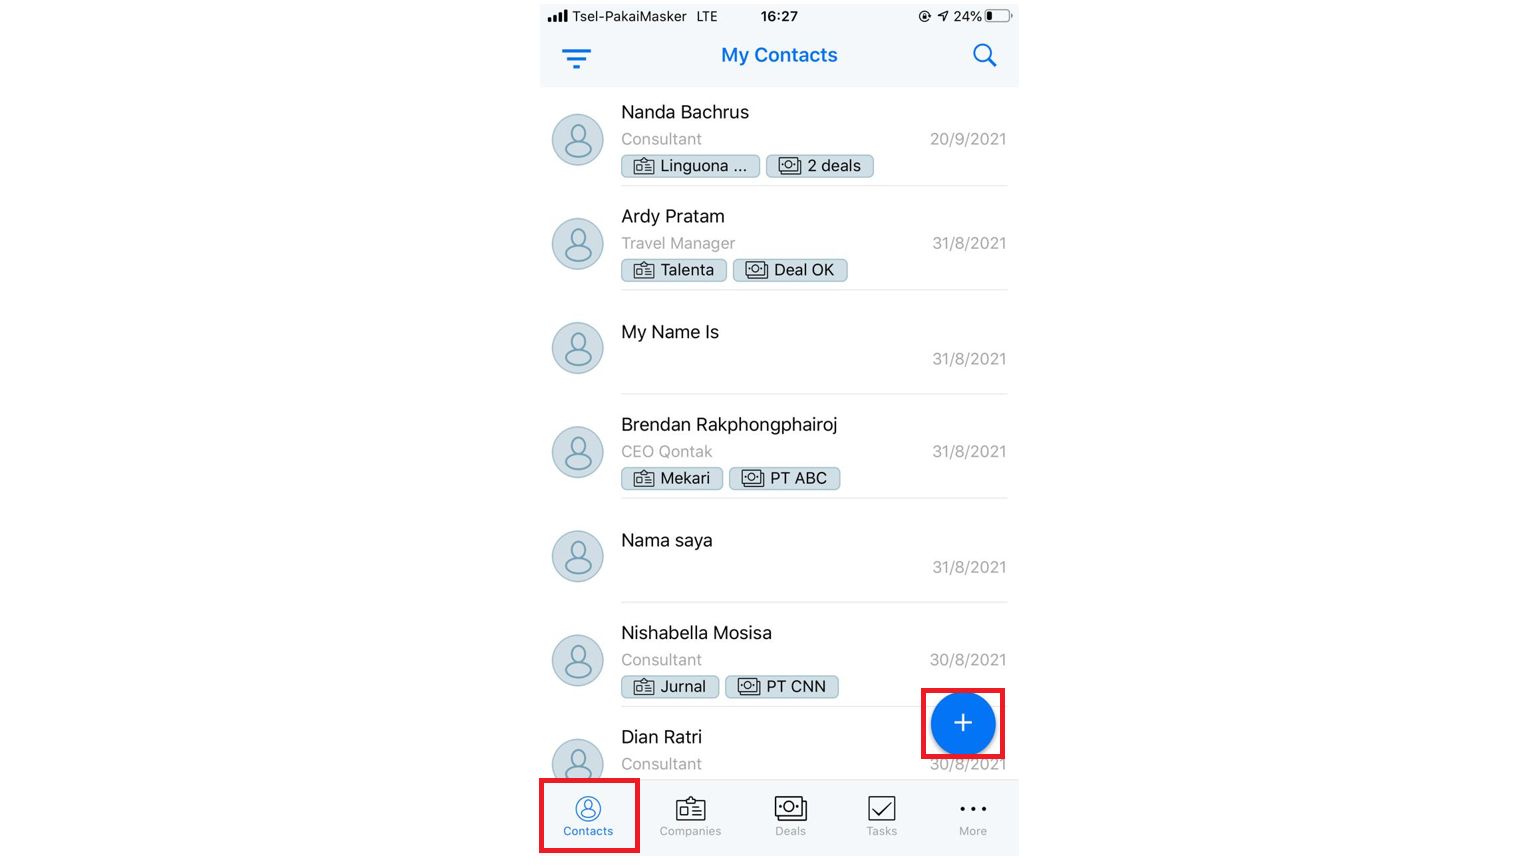 Tsel-PakaiMasker LTE 16:27 24%
My Contacts
Nanda Bachrus
Consultant 20/9/2021
Linguona ... 2 deals
Ardy Pratam
Travel Manager 31/8/2021
Talenta Deal OK
My Name Is
31/8/2021
Brendan Rakphongphairoj
CEO Qontak 31/8/2021
Mekari PT ABC
Nama saya
31/8/2021
Nishabella Mosisa
Consultant 30/8/2021
Jurnal PT CNN
+
Dian Ratri
Consultant 30/8/2021
Contacts Companies Deals Tasks More